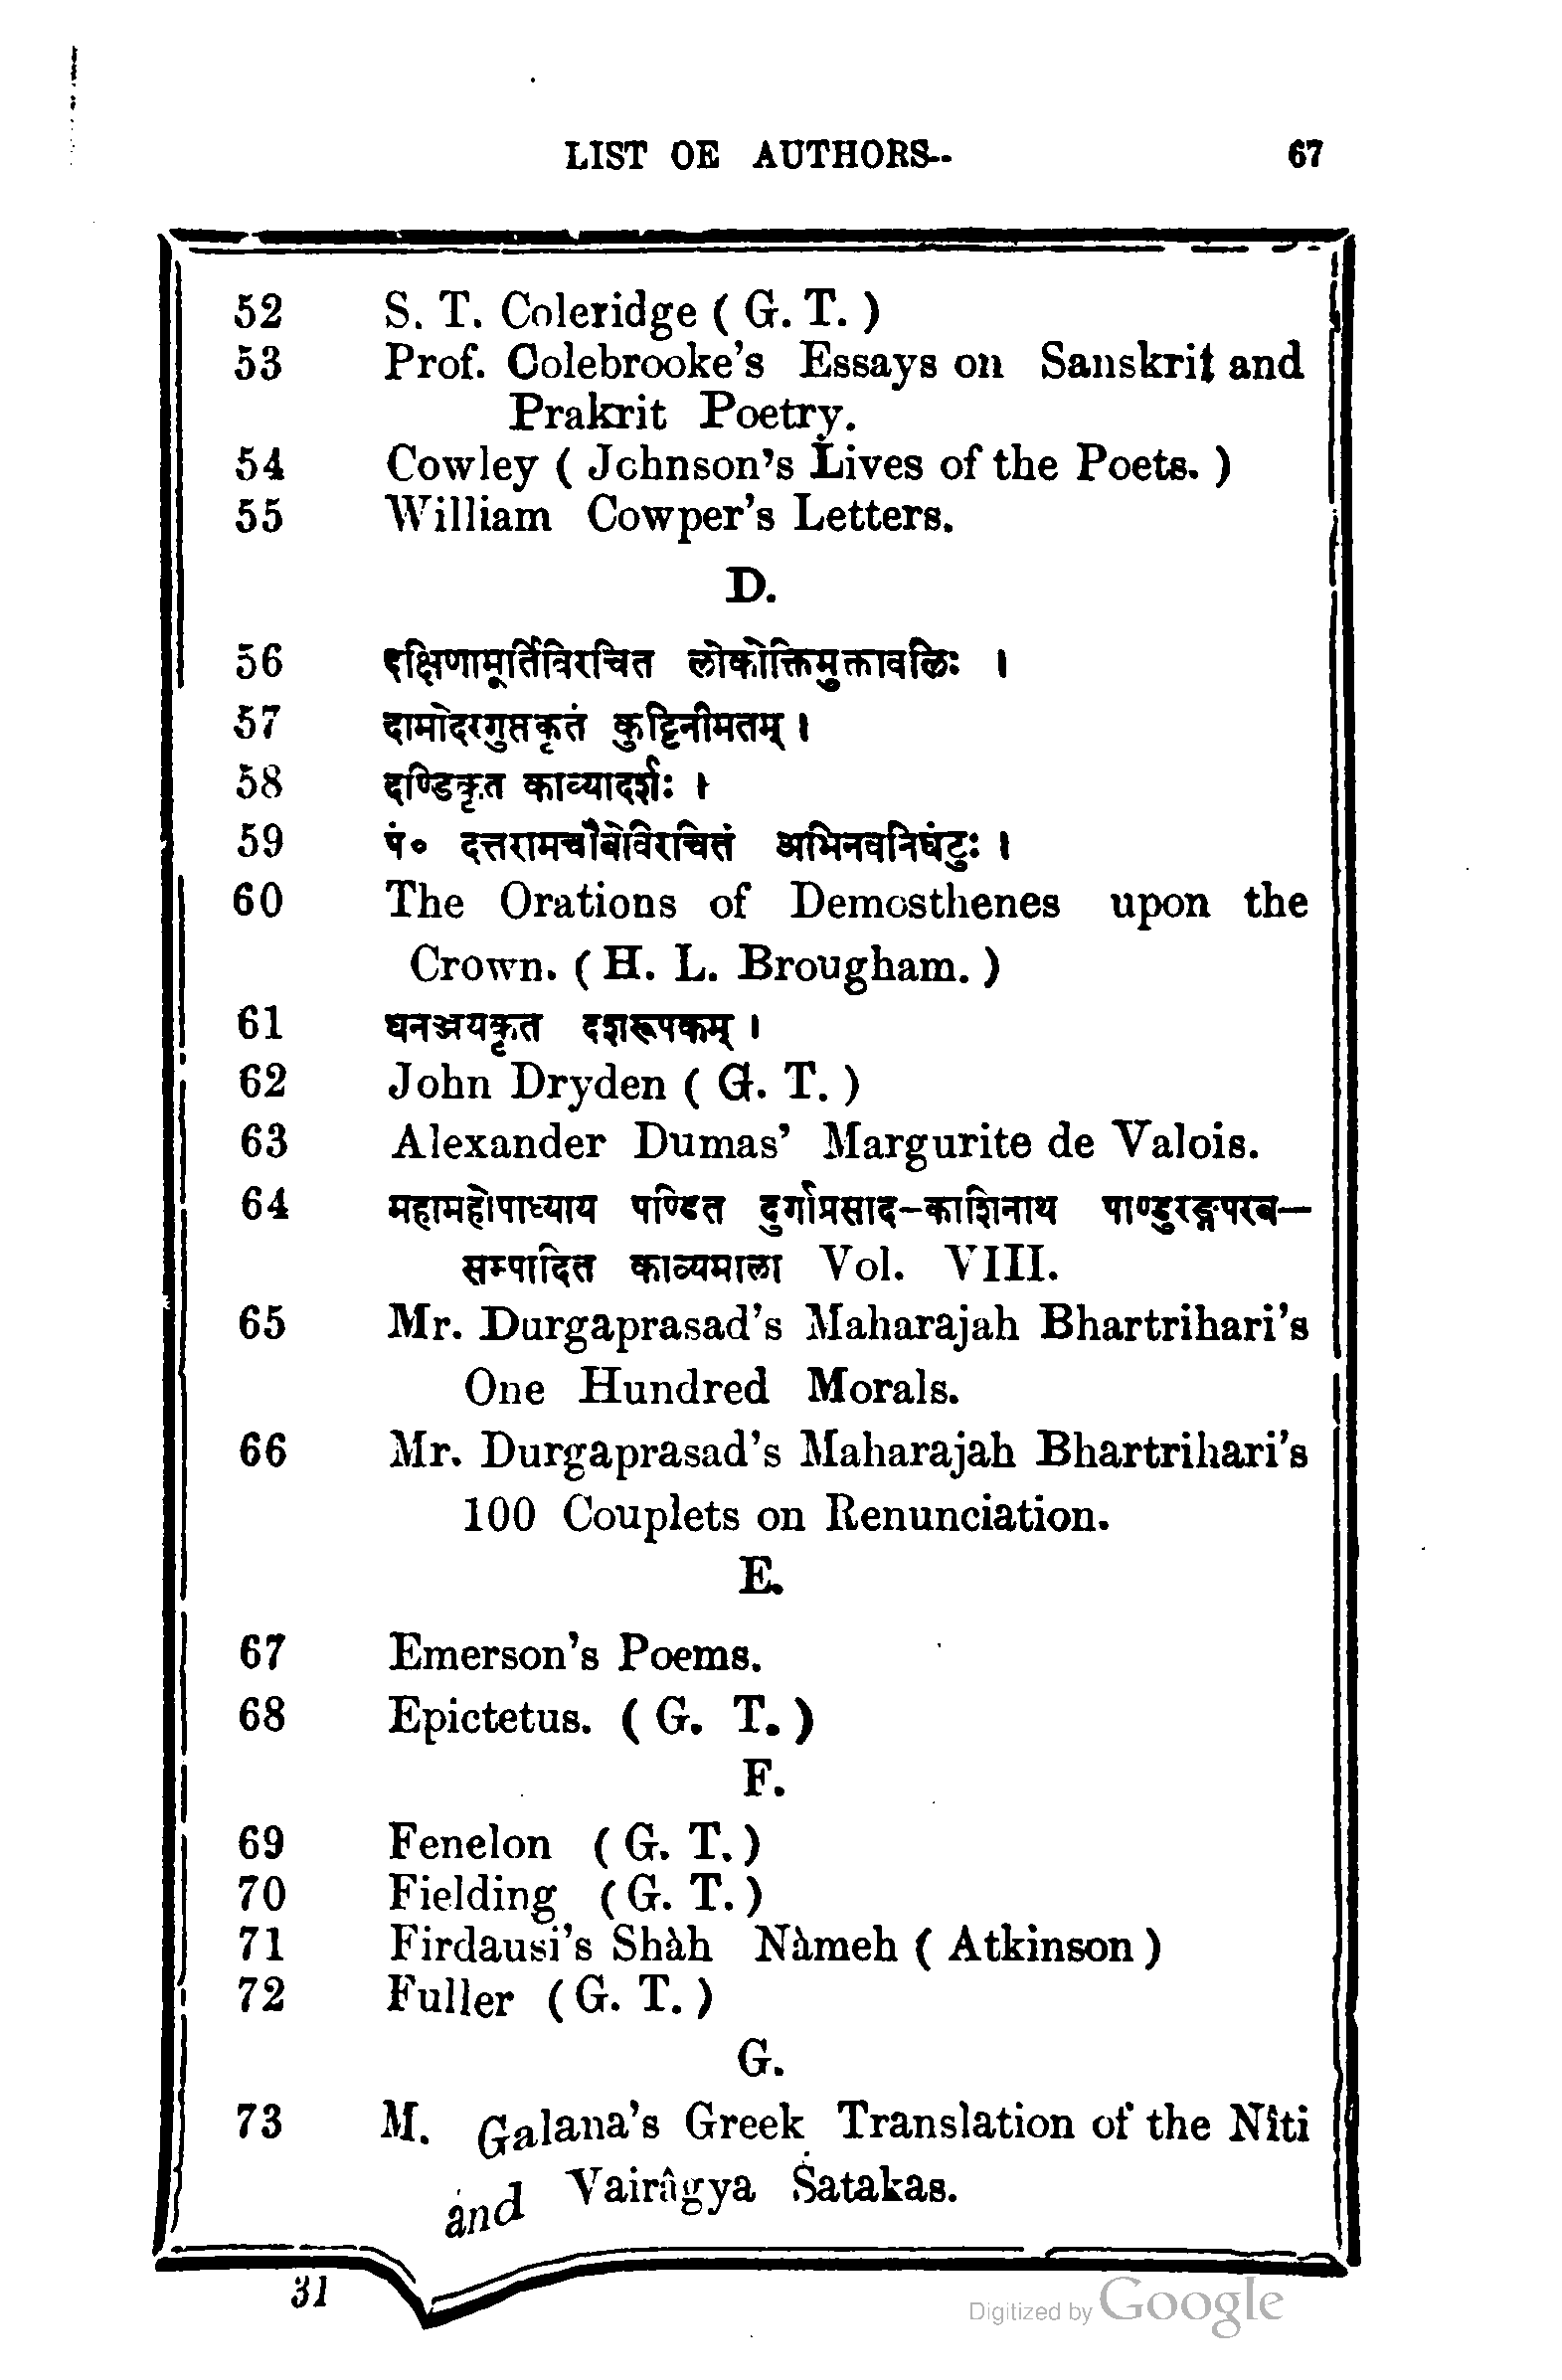 LIST OE AUTHORS-- 67
52 S. T. Coleridge ( G. T. )
53 Prof. Colebrooke's Essays on Sanskrit and
Prakrit Poetry.
54 Cowley ( Johnson's Lives of the Poets. )
55 William Cowper's Letters.
D.
56 दक्षिणामूर्तिविरचित लोकोक्तिमुक्तावलिः ।
57 दामोदरगुप्तकृतं कुट्टिनीमतम् ।
58 दण्डिकृत काव्यादर्शः ।
59 पं० दत्तरामचौबेविरचितं अभिनवनिघंटुः ।
60 The Orations of Demosthenes upon the
Crown. ( H. L. Brougham. )
61 धनञ्जयकृत दशरूपकम् ।
62 John Dryden ( G. T. )
63 Alexander Dumas' Margurite de Valois.
64 महामहोपाध्याय पण्डित दुर्गाप्रसाद-काशिनाथ पाण्डुरङ्गपरब—
सम्पादित काव्यमाला Vol. VIII.
65 Mr. Durgaprasad's Maharajah Bhartrihari's
One Hundred Morals.
66 Mr. Durgaprasad's Maharajah Bhartrihari's
100 Couplets on Renunciation.
E.
67 Emerson's Poems.
68 Epictetus. ( G. T. )
F.
69 Fenelon ( G. T. )
70 Fielding ( G. T. )
71 Firdausi's Shàh Nàmeh ( Atkinson )
72 Fuller ( G. T. )
G.
73 M. Galana's Greek Translation of the Nîti
and Vairâgya Śatakas.
31
Digitized by Google